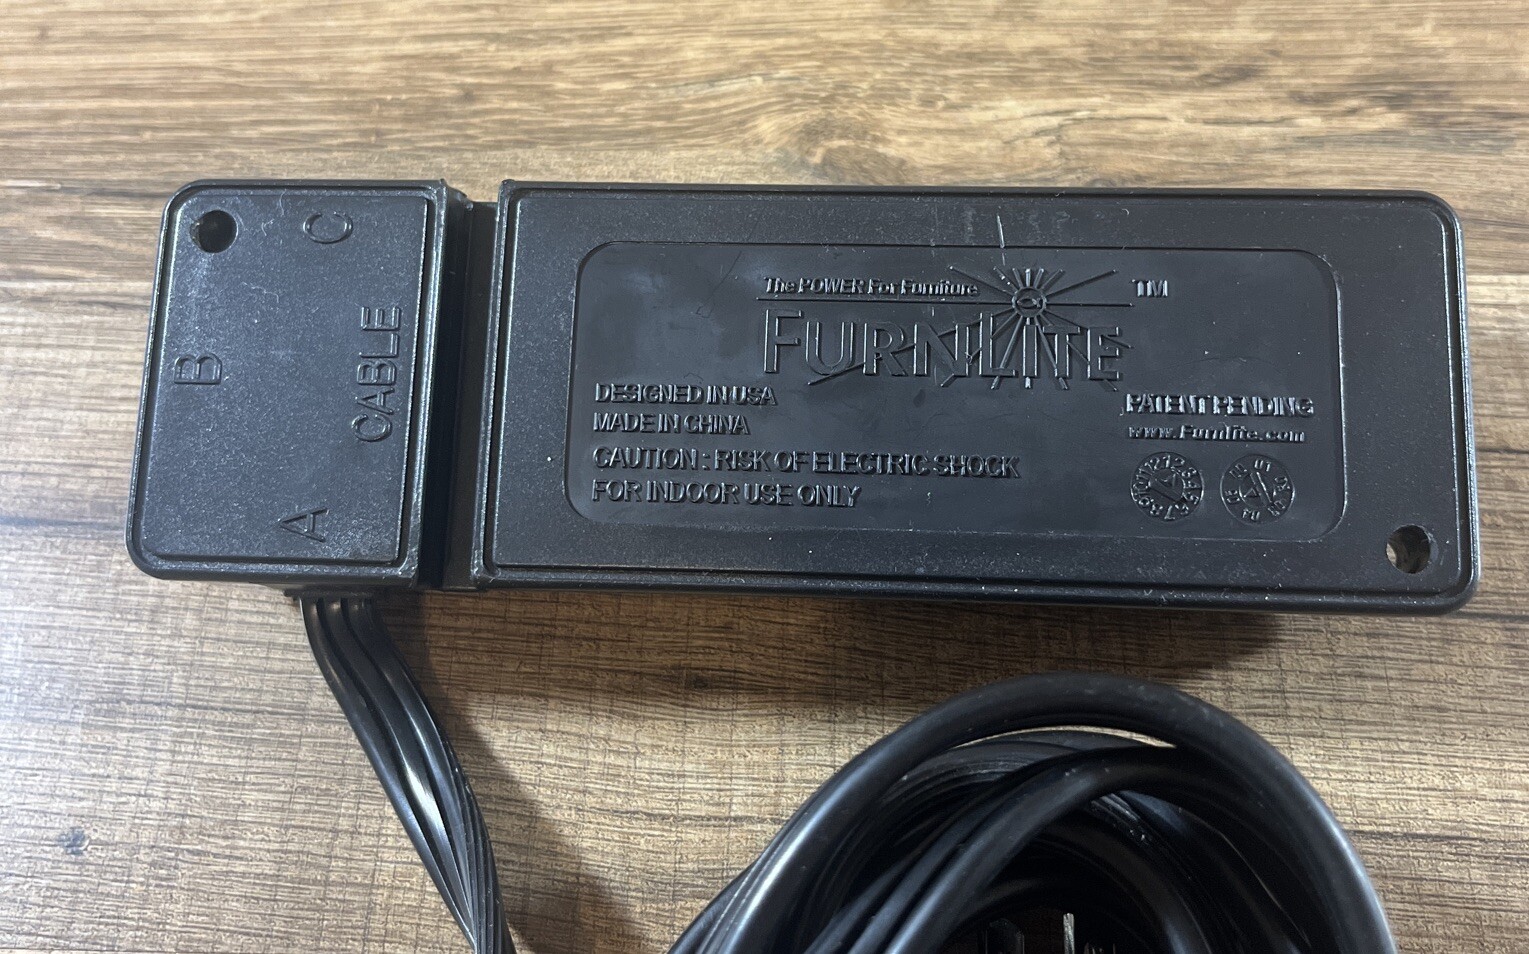 C
B
CABLE
A
The POWER For Furniture
TM
FURNLITE
DESIGNED IN USA
MADE IN CHINA
CAUTION : RISK OF ELECTRIC SHOCK
FOR INDOOR USE ONLY
PATENT PENDING
www.Furnlite.com